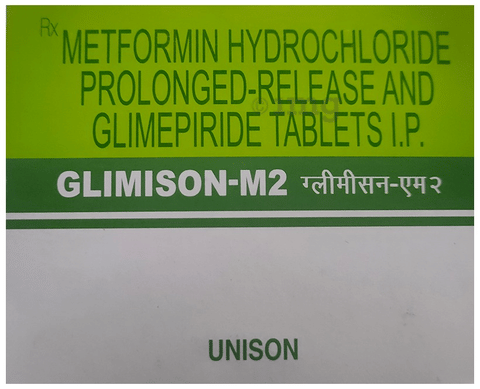 Rx
METFORMIN HYDROCHLORIDE
PROLONGED-RELEASE AND
GLIMEPIRIDE TABLETS I.P.
GLIMISON-M2 ग्लीमीसन-एम२
UNISON